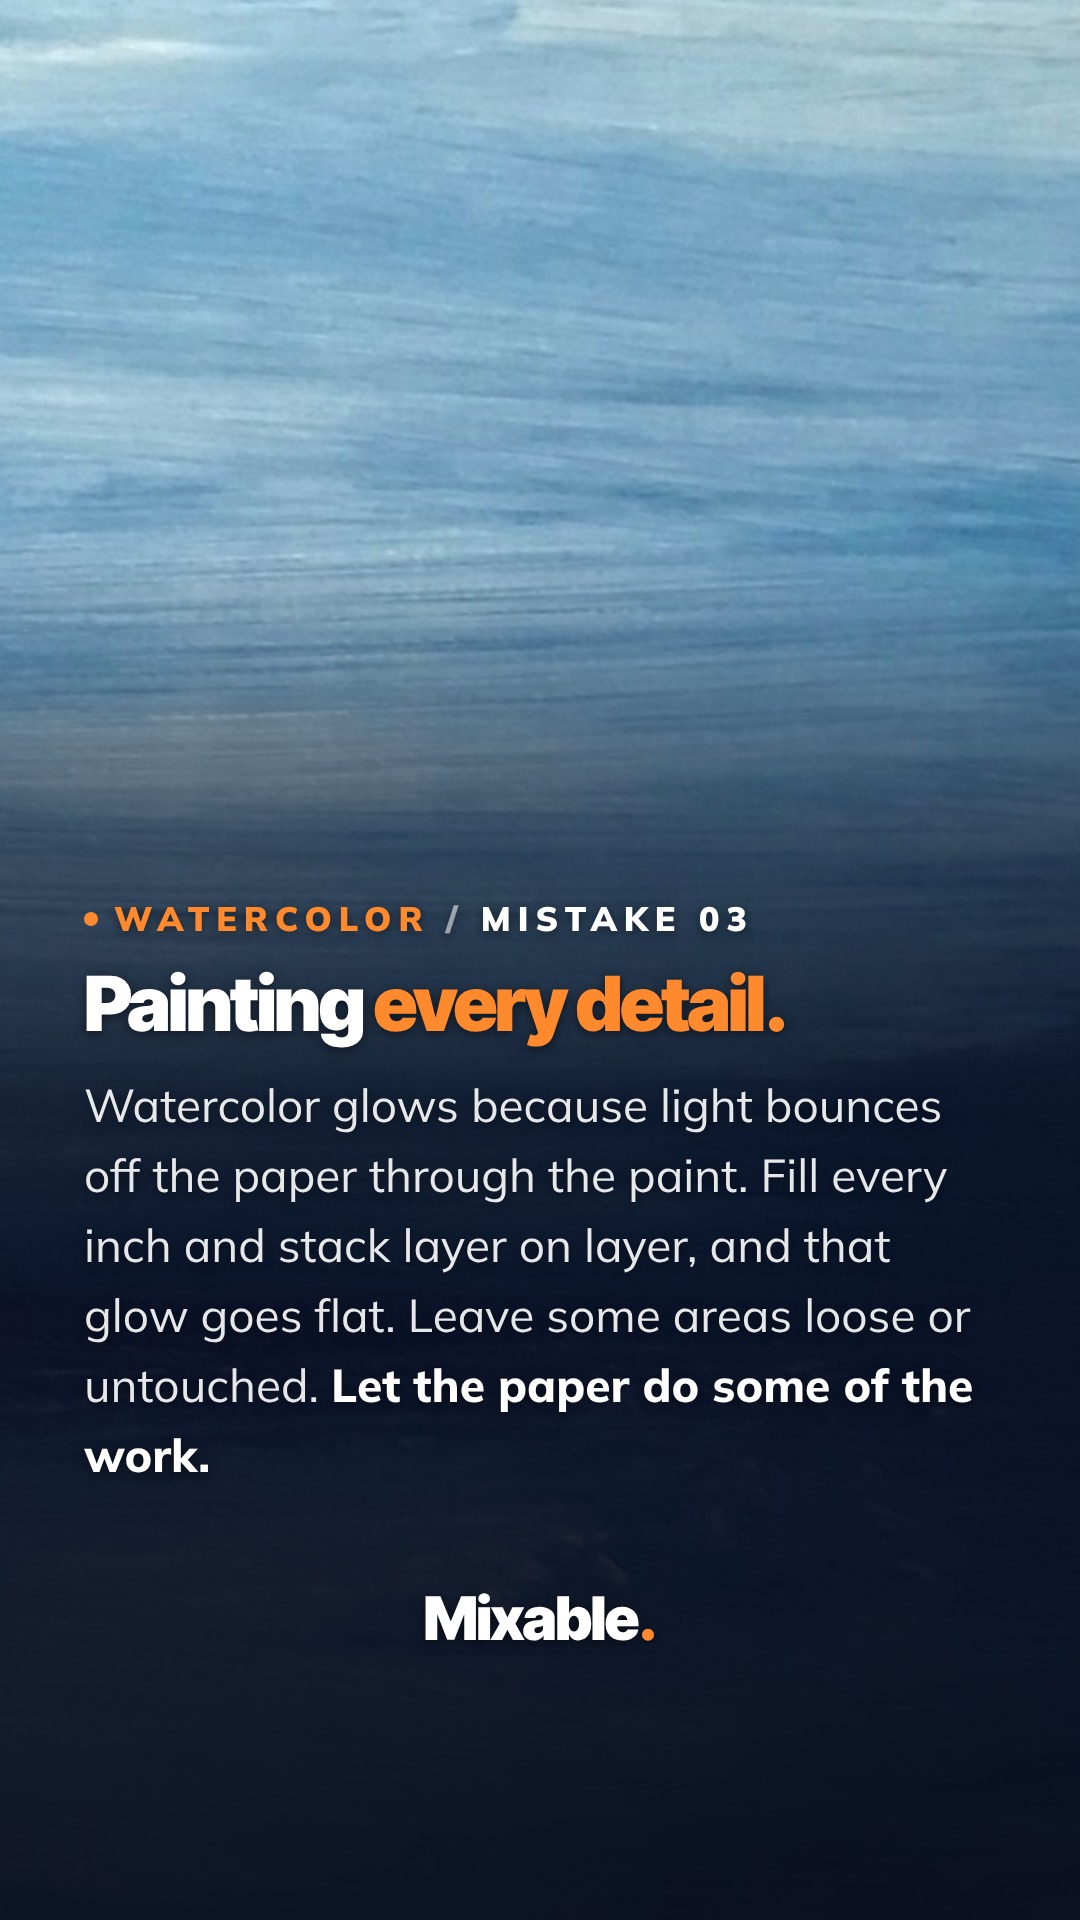 • WATERCOLOR / MISTAKE 03
Painting every detail.
Watercolor glows because light bounces
off the paper through the paint. Fill every
inch and stack layer on layer, and that
glow goes flat. Leave some areas loose or
untouched. Let the paper do some of the
work.
Mixable.